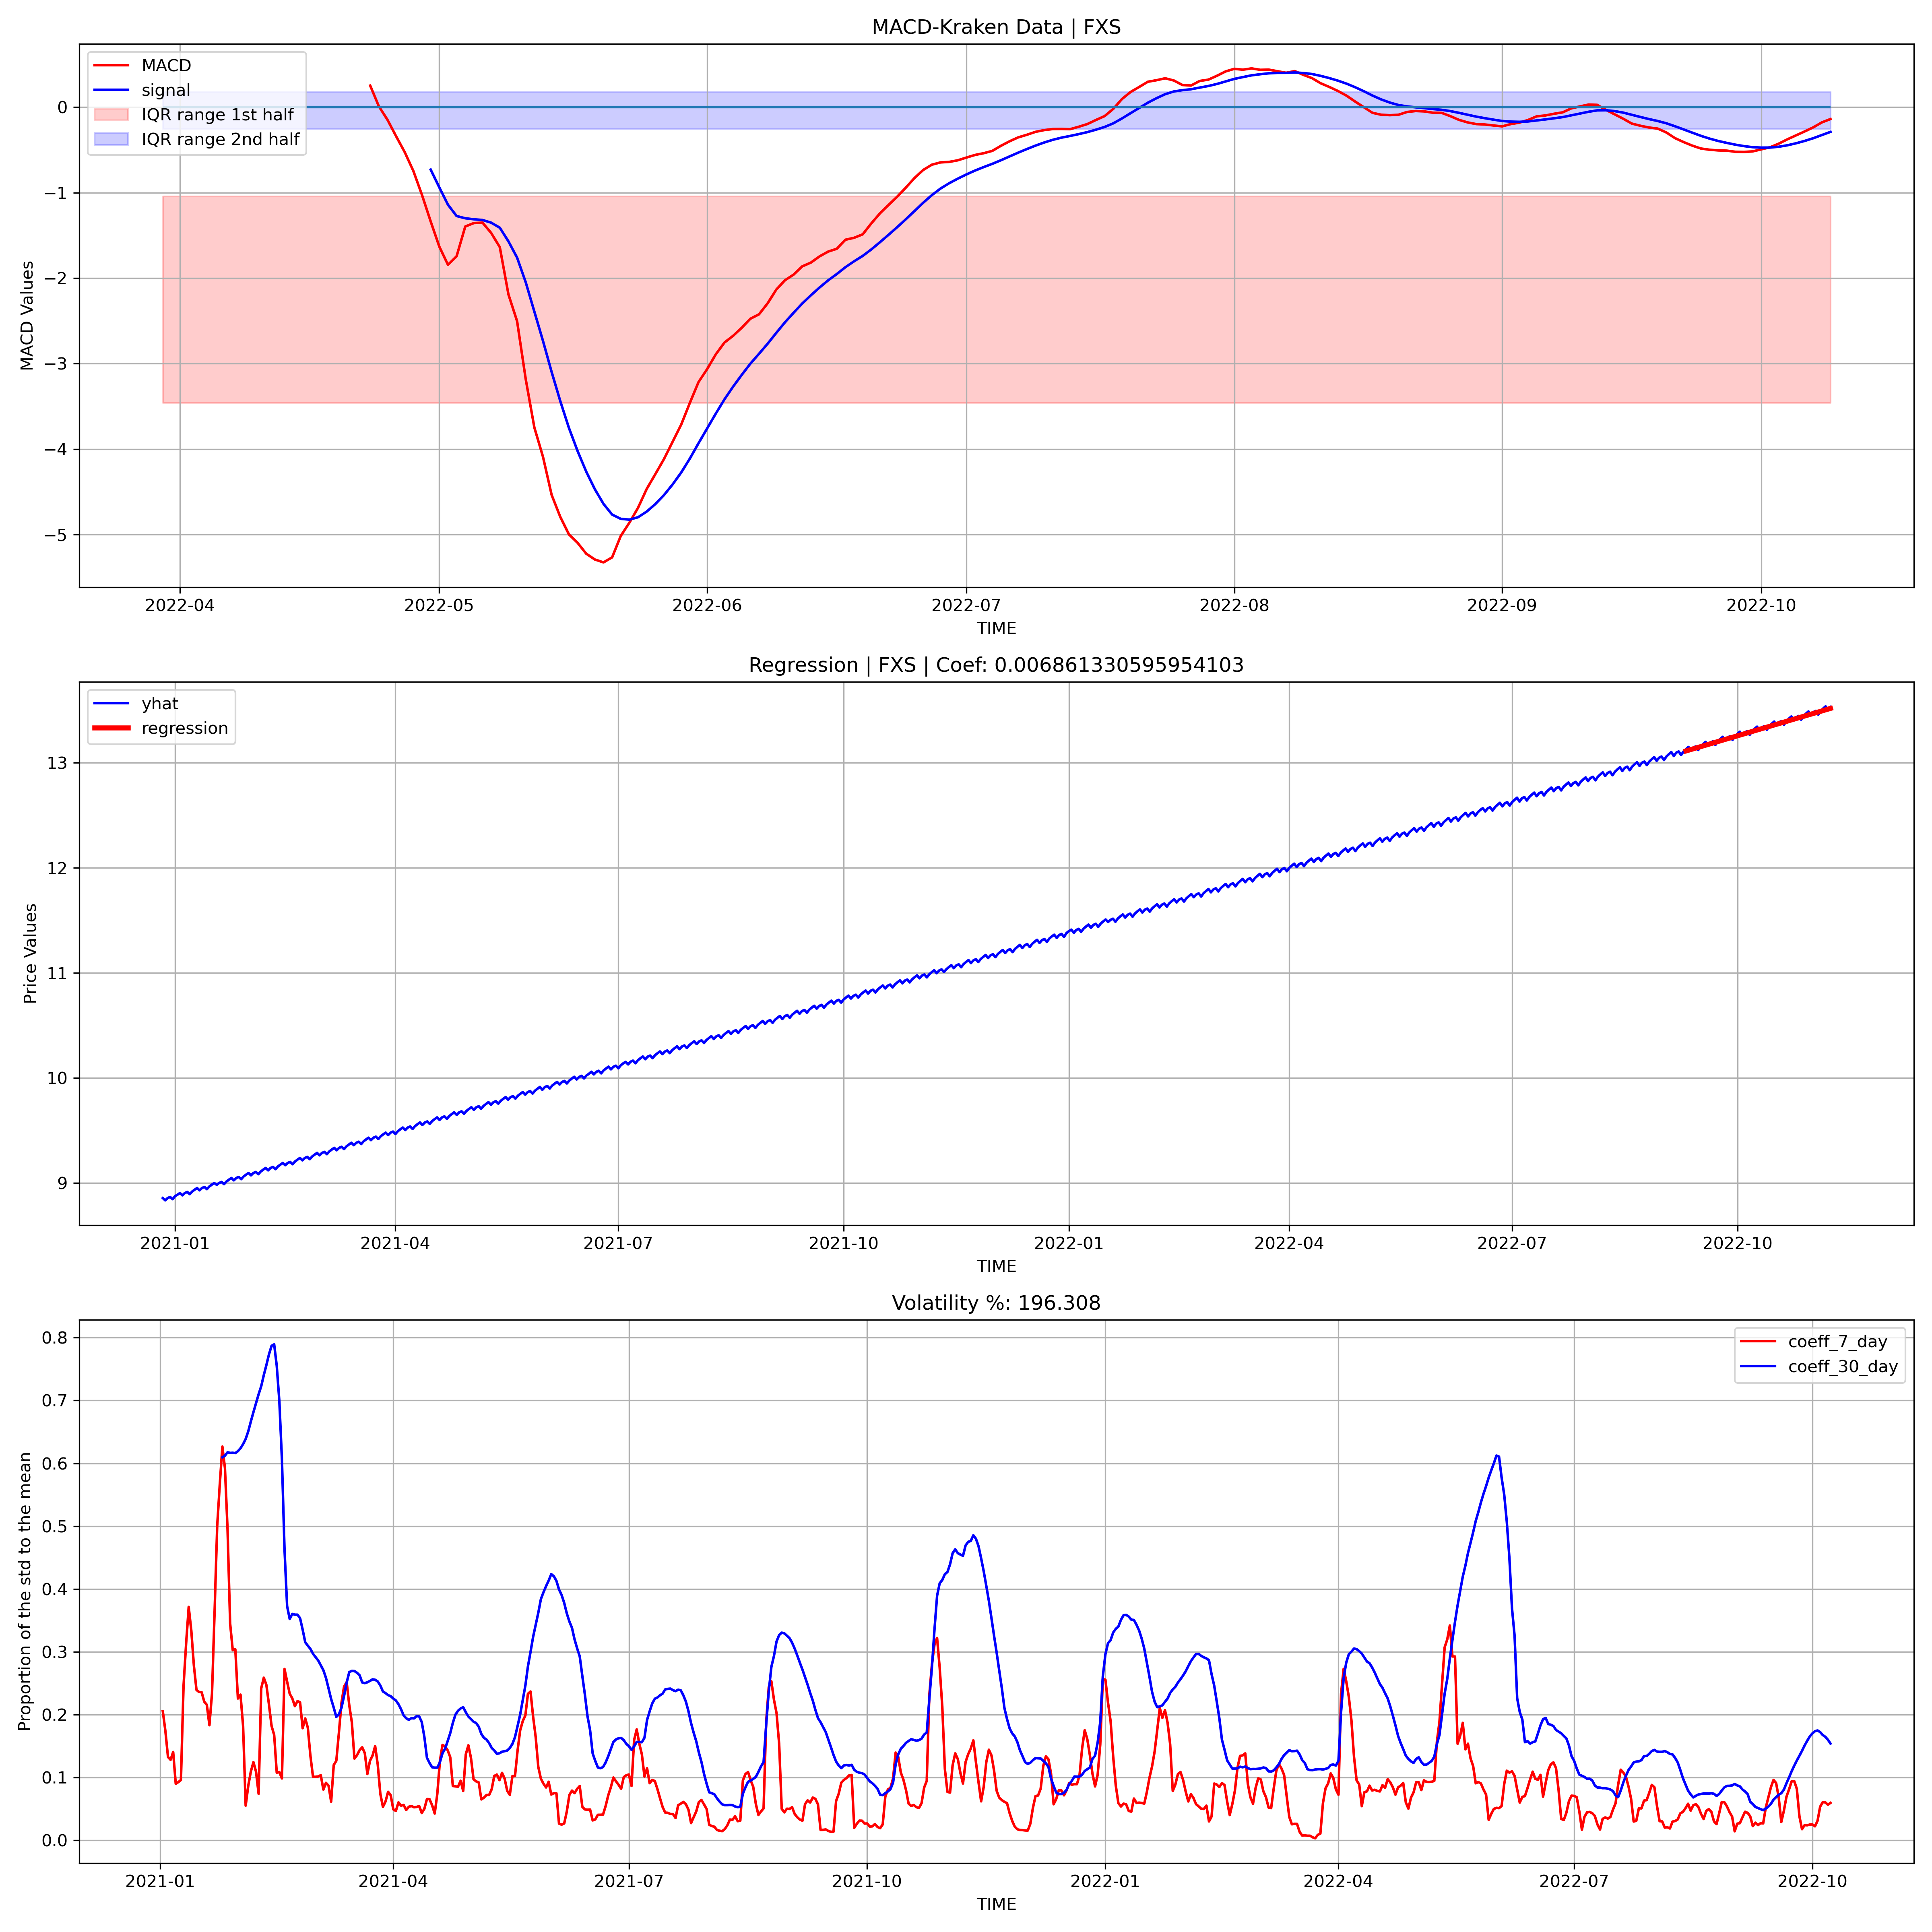 MACD-Kraken Data | FXS
MACD
signal
IQR range 1st half
IQR range 2nd half
MACD Values
0
−1
−2
−3
−4
−5
2022-04
2022-05
2022-06
2022-07
2022-08
2022-09
2022-10
TIME
Regression | FXS | Coef: 0.006861330595954103
yhat
regression
Price Values
13
12
11
10
9
2021-01
2021-04
2021-07
2021-10
2022-01
2022-04
2022-07
2022-10
TIME
Volatility %: 196.308
coeff_7_day
coeff_30_day
Proportion of the std to the mean
0.8
0.7
0.6
0.5
0.4
0.3
0.2
0.1
0.0
2021-01
2021-04
2021-07
2021-10
2022-01
2022-04
2022-07
2022-10
TIME